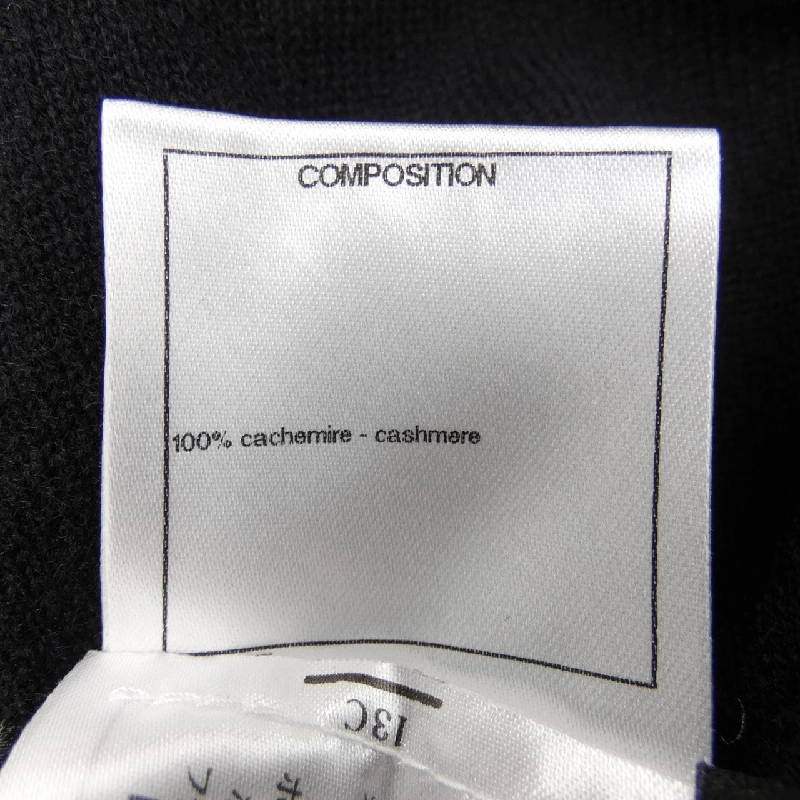 COMPOSITION
100% cachemire - cashmere
13C